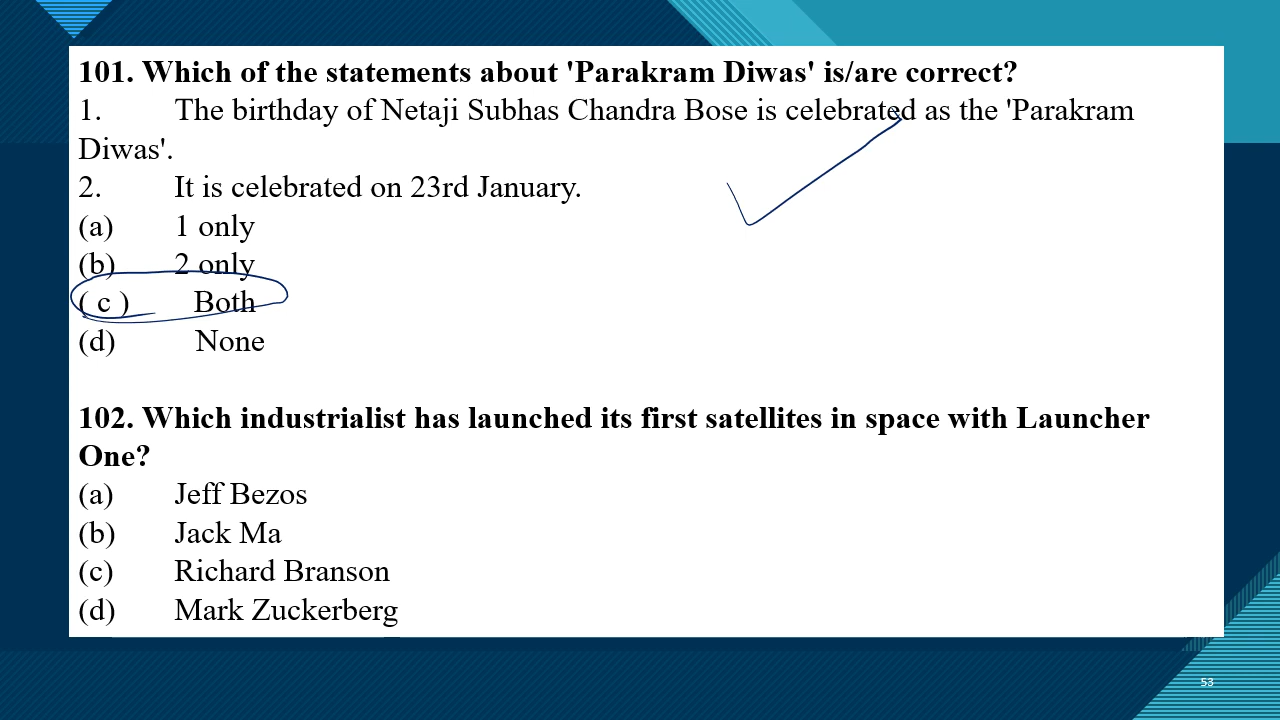 101. Which of the statements about 'Parakram Diwas' is/are correct?
1. The birthday of Netaji Subhas Chandra Bose is celebrated as the 'Parakram
Diwas'.
2. It is celebrated on 23rd January.
(a) 1 only
(b) 2 only
( c ) Both
(d) None
102. Which industrialist has launched its first satellites in space with Launcher
One?
(a) Jeff Bezos
(b) Jack Ma
(c) Richard Branson
(d) Mark Zuckerberg
53